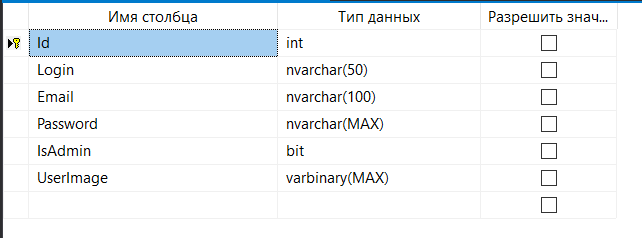 Имя столбца Тип данных Разрешить знач...
Id int
Login nvarchar(50)
Email nvarchar(100)
Password nvarchar(MAX)
IsAdmin bit
UserImage varbinary(MAX)